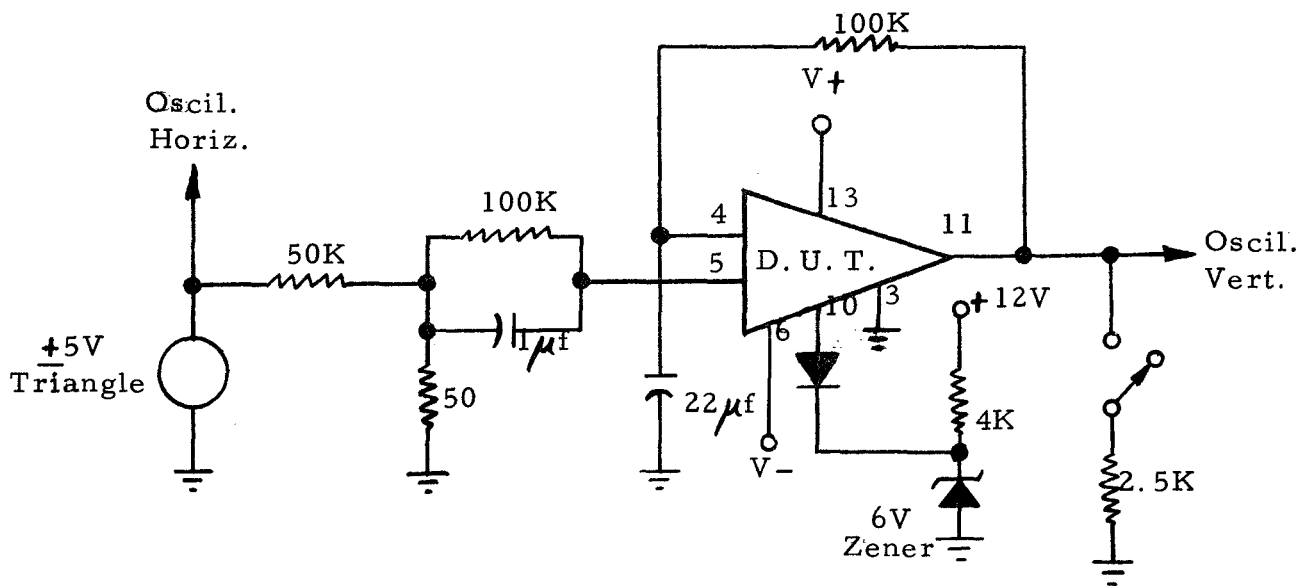 100K
V+
Oscil.
Horiz.
100K
13
4
11
50K
5
D. U. T.
Oscil.
Vert.
10
3
+12V
6
1μf
±5V
Triangle
50
22μf
4K
V-
2.5K
6V
Zener